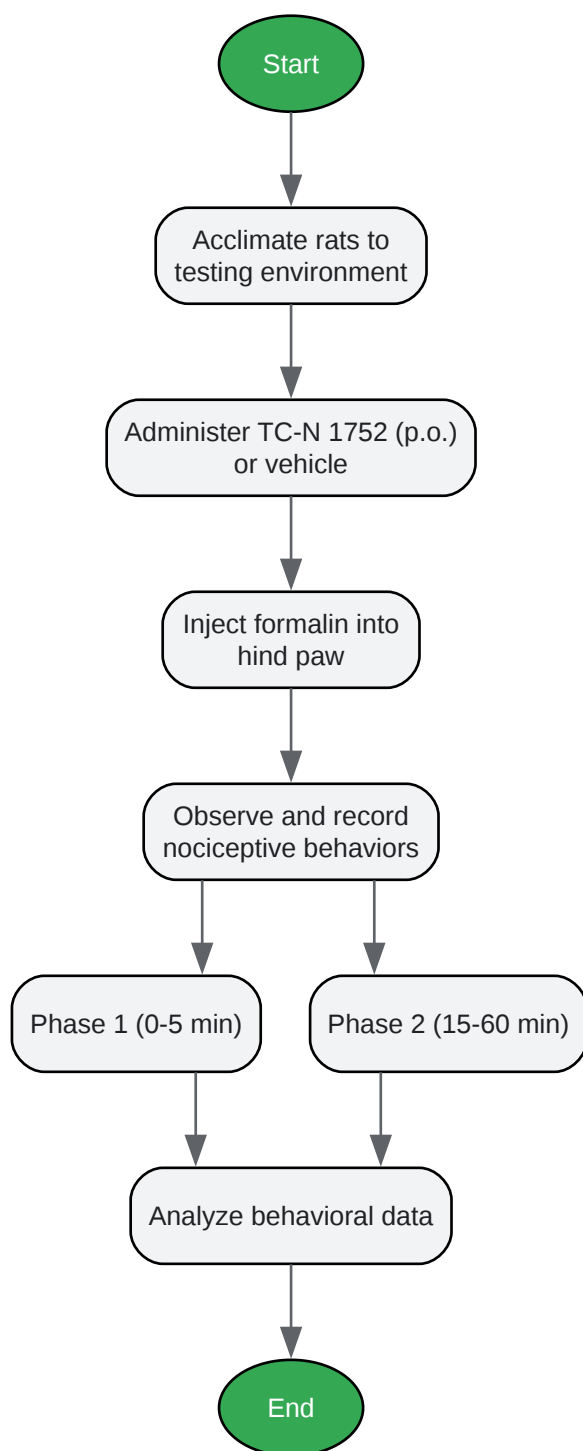 Start
Acclimate rats to
testing environment
Administer TC-N 1752 (p.o.)
or vehicle
Inject formalin into
hind paw
Observe and record
nociceptive behaviors
Phase 1 (0-5 min)
Phase 2 (15-60 min)
Analyze behavioral data
End